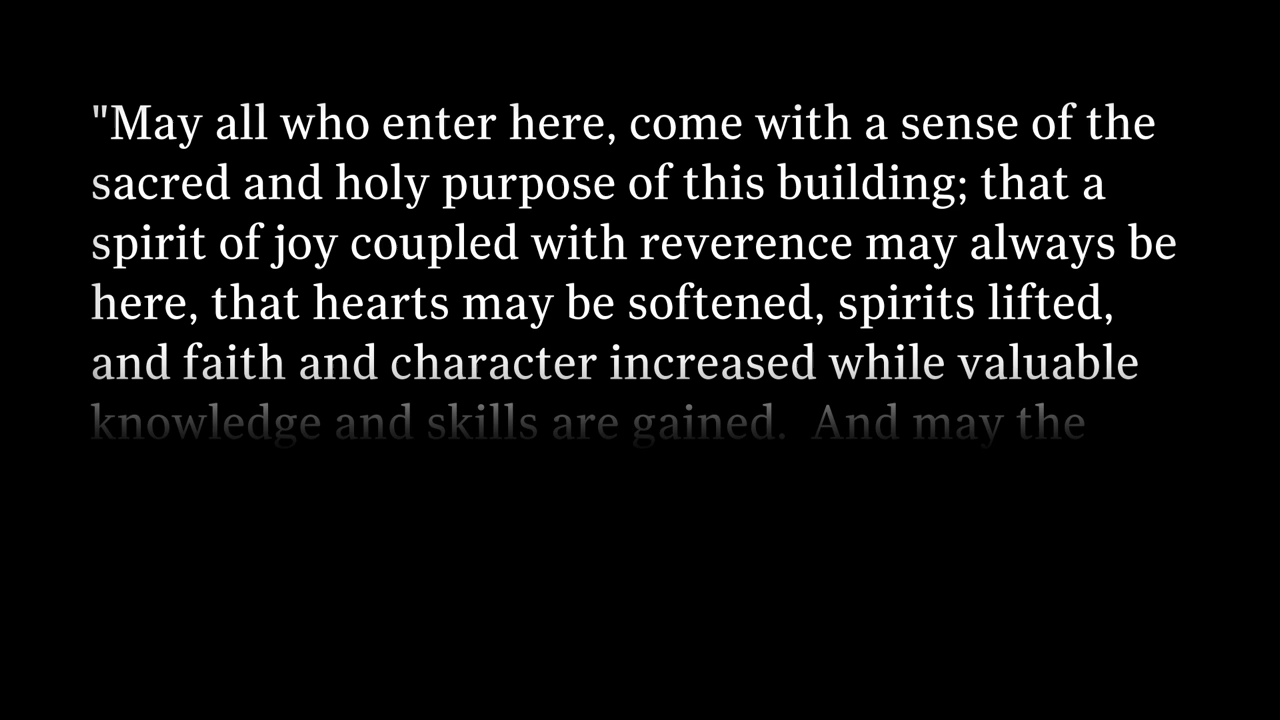 "May all who enter here, come with a sense of the
sacred and holy purpose of this building; that a
spirit of joy coupled with reverence may always be
here, that hearts may be softened, spirits lifted,
and faith and character increased while valuable
knowledge and skills are gained.  And may the